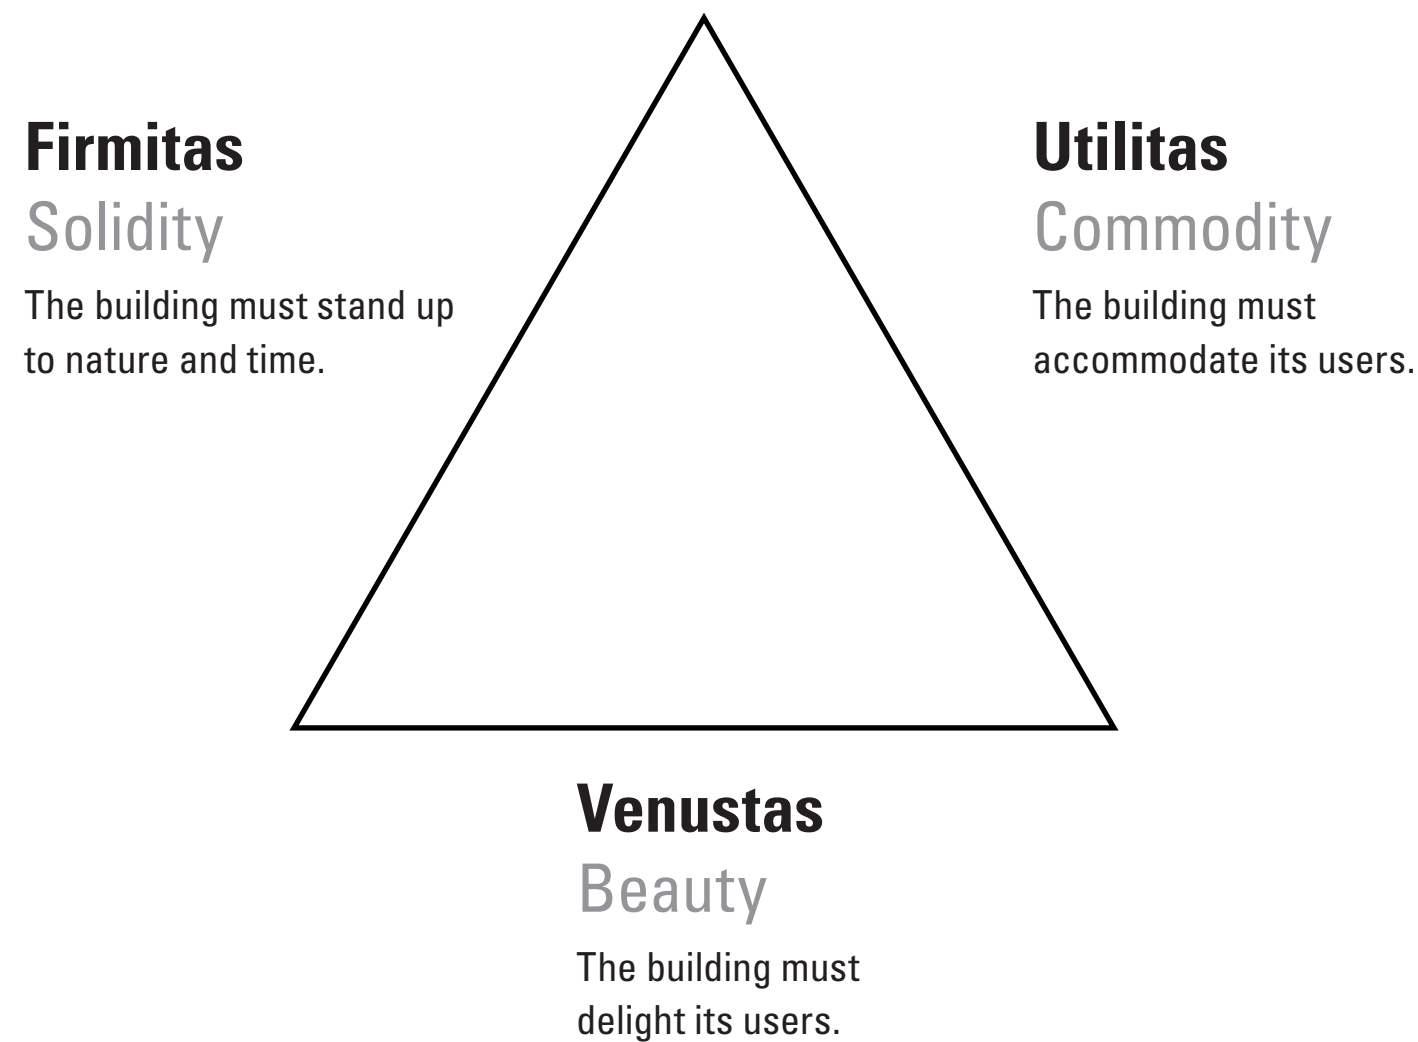 Firmitas
Solidity
The building must stand up
to nature and time.
Utilitas
Commodity
The building must
accommodate its users.
Venustas
Beauty
The building must
delight its users.